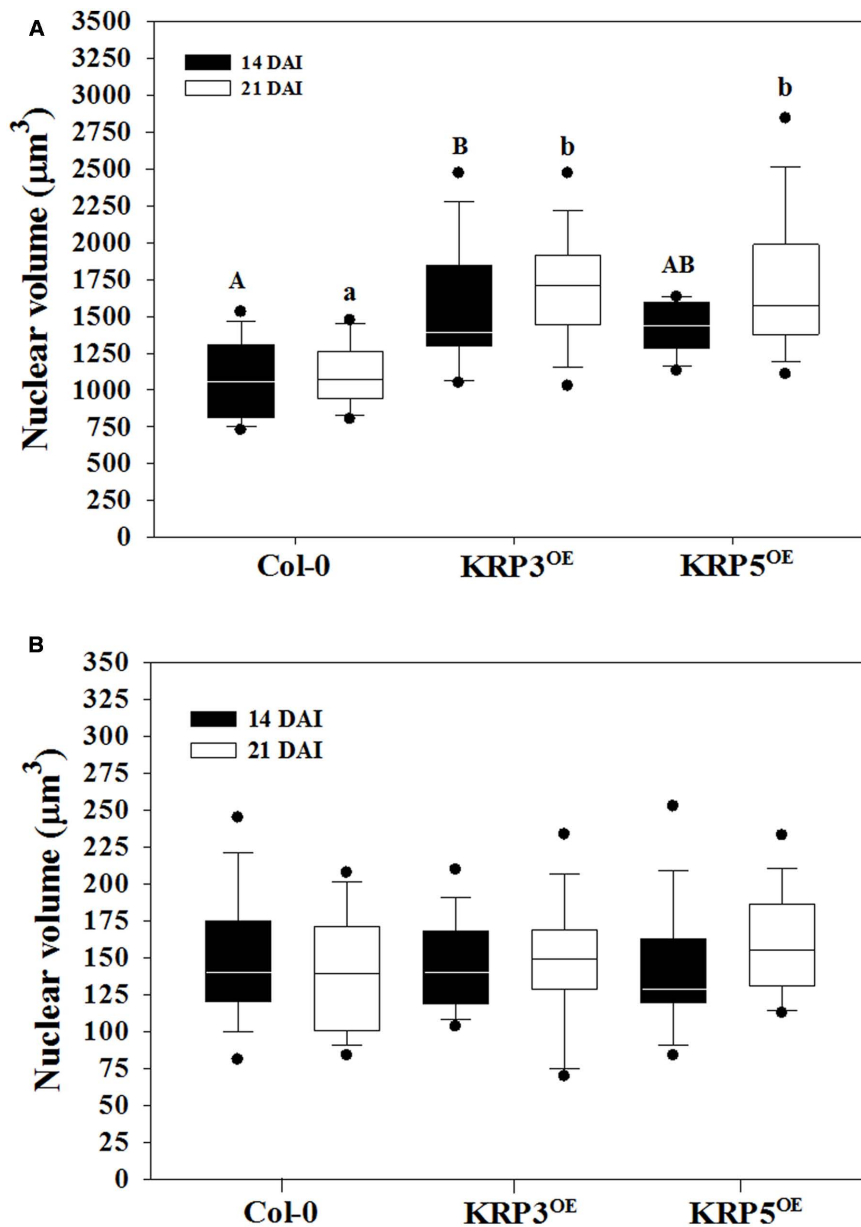 A
Nuclear volume (µm³)
3500
3250
3000
2750
2500
2250
2000
1750
1500
1250
1000
750
500
250
0
14 DAI
21 DAI
A
a
B
b
AB
b
Col-0
KRP3ᴼᴱ
KRP5ᴼᴱ
B
Nuclear volume (µm³)
350
325
300
275
250
225
200
175
150
125
100
75
50
25
0
14 DAI
21 DAI
Col-0
KRP3ᴼᴱ
KRP5ᴼᴱ